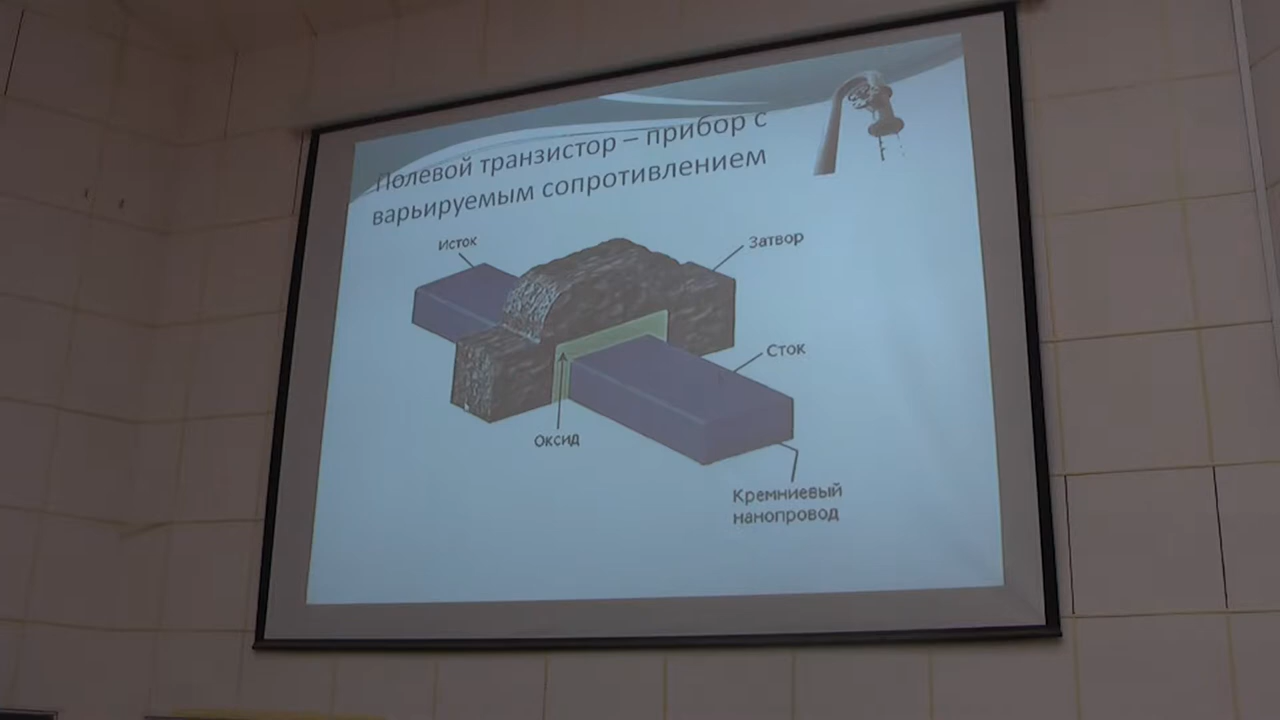 Полевой транзистор – прибор с
варьируемым сопротивлением
Исток
Затвор
Сток
Оксид
Кремниевый
нанопровод